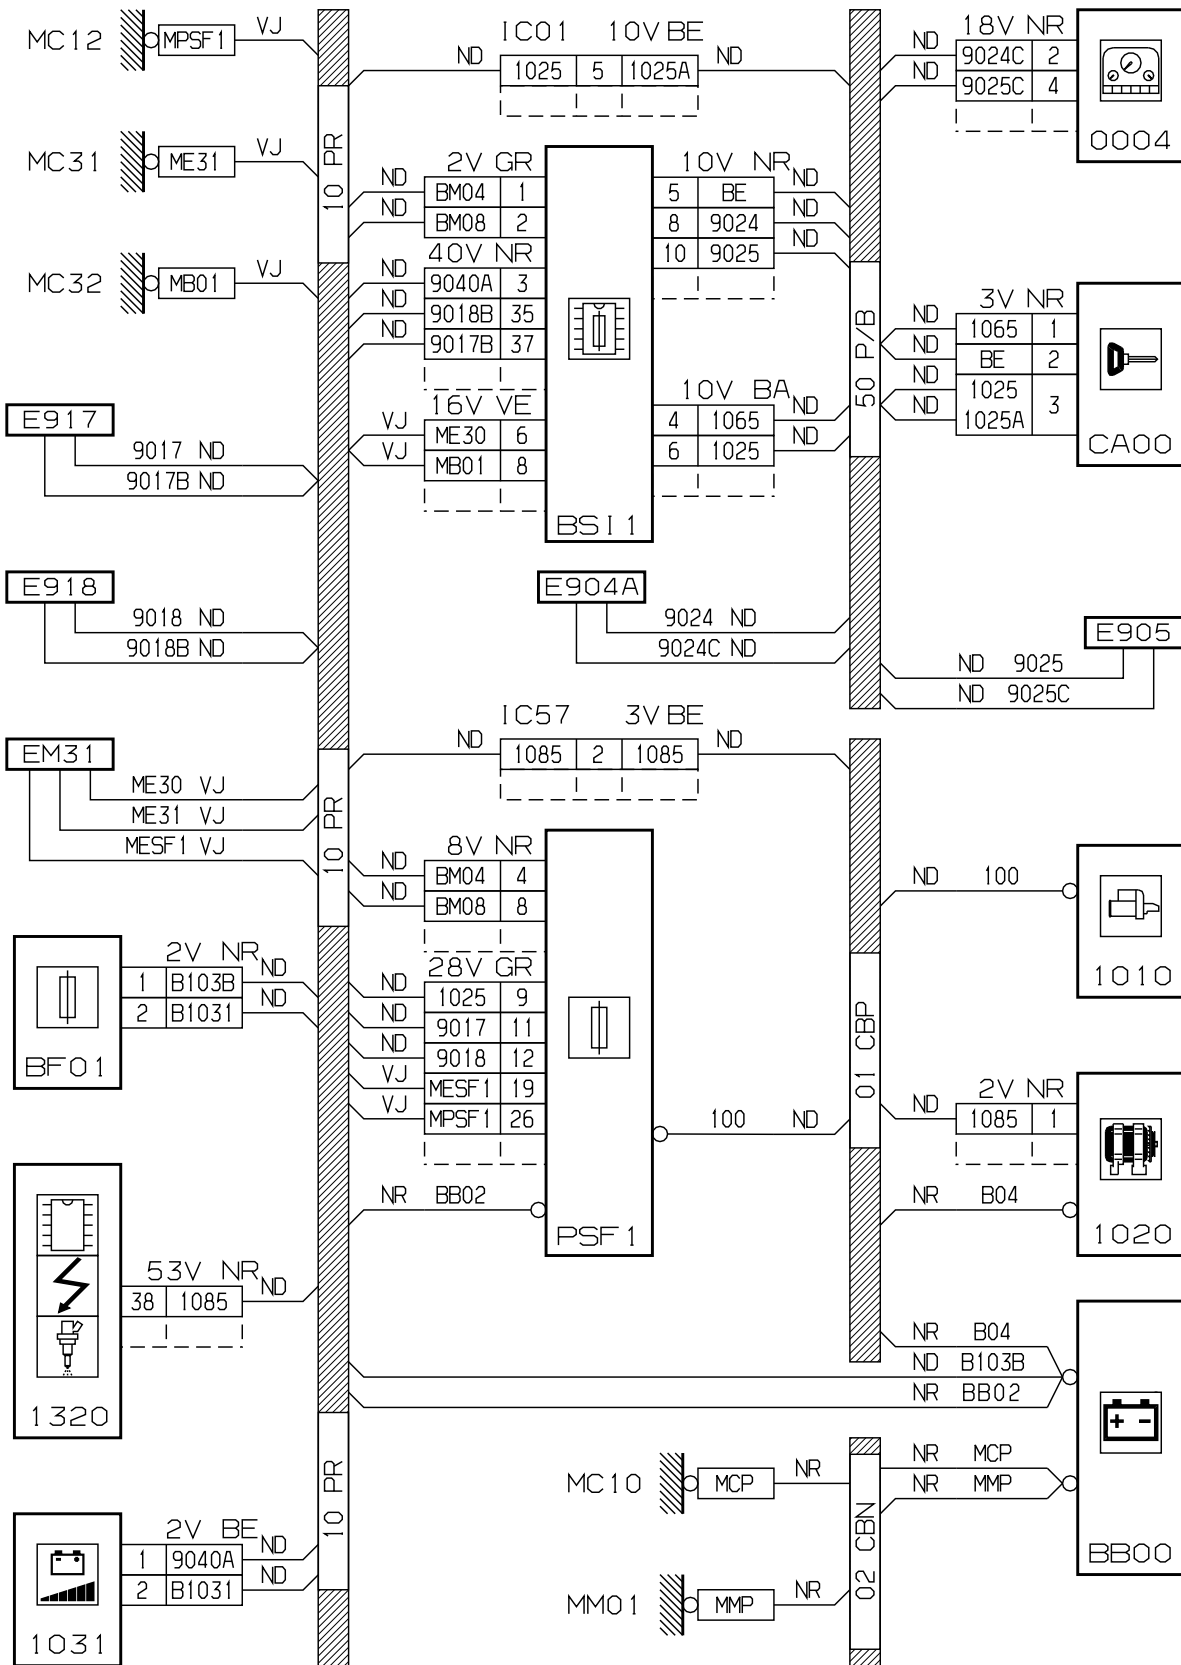 MC12 MPSF1 VJ
IC01 10V BE
ND 1025 5 1025A ND
18V NR
ND 9024C 2
ND 9025C 4
0004
MC31 ME31 VJ
10 PR
2V GR
ND BM04 1
ND BM08 2
10V NR
5 BE ND
8 9024 ND
10 9025 ND
MC32 MB01 VJ
40V NR
ND 9040A 3
ND 9018B 35
ND 9017B 37
50 P/B
3V NR
ND 1065 1
ND BE 2
ND 1025
ND 1025A 3
CA00
16V VE
VJ ME30 6
VJ MB01 8
10V BA
4 1065 ND
6 1025 ND
BSI1
E917
9017 ND
9017B ND
E918
9018 ND
9018B ND
E904A
9024 ND
9024C ND
E905
ND 9025
ND 9025C
EM31
ME30 VJ
ME31 VJ
MESF1 VJ
10 PR
IC57 3V BE
ND 1085 2 1085 ND
8V NR
ND BM04 4
ND BM08 8
ND 100
1010
2V NR
1 B103B ND
2 B1031 ND
BF01
28V GR
ND 1025 9
ND 9017 11
ND 9018 12
VJ MESF1 19
VJ MPSF1 26
100 ND
01 CBP
2V NR
ND 1085 1
NR B04
1020
NR BB02
PSF1
53V NR
38 1085 ND
1320
NR B04
ND B103B
NR BB02
+ -
BB00
10 PR
MC10 MCP NR
NR MCP
NR MMP
02 CBN
MM01 MMP NR
2V BE
1 9040A ND
2 B1031 ND
1031